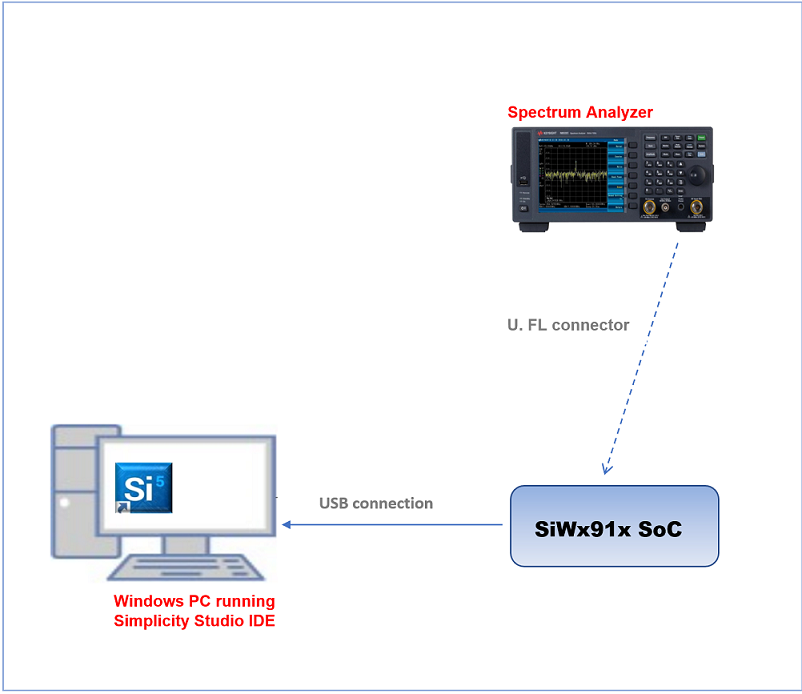 Spectrum Analyzer
U. FL connector
Si 5
USB connection
SiWx91x SoC
Windows PC running
Simplicity Studio IDE